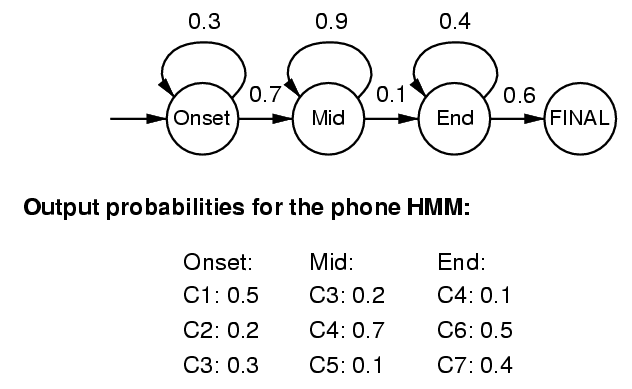 0.3 0.9 0.4
0.7 0.1 0.6
Onset Mid End FINAL
Output probabilities for the phone HMM:
Onset: Mid: End:
C1: 0.5 C3: 0.2 C4: 0.1
C2: 0.2 C4: 0.7 C6: 0.5
C3: 0.3 C5: 0.1 C7: 0.4